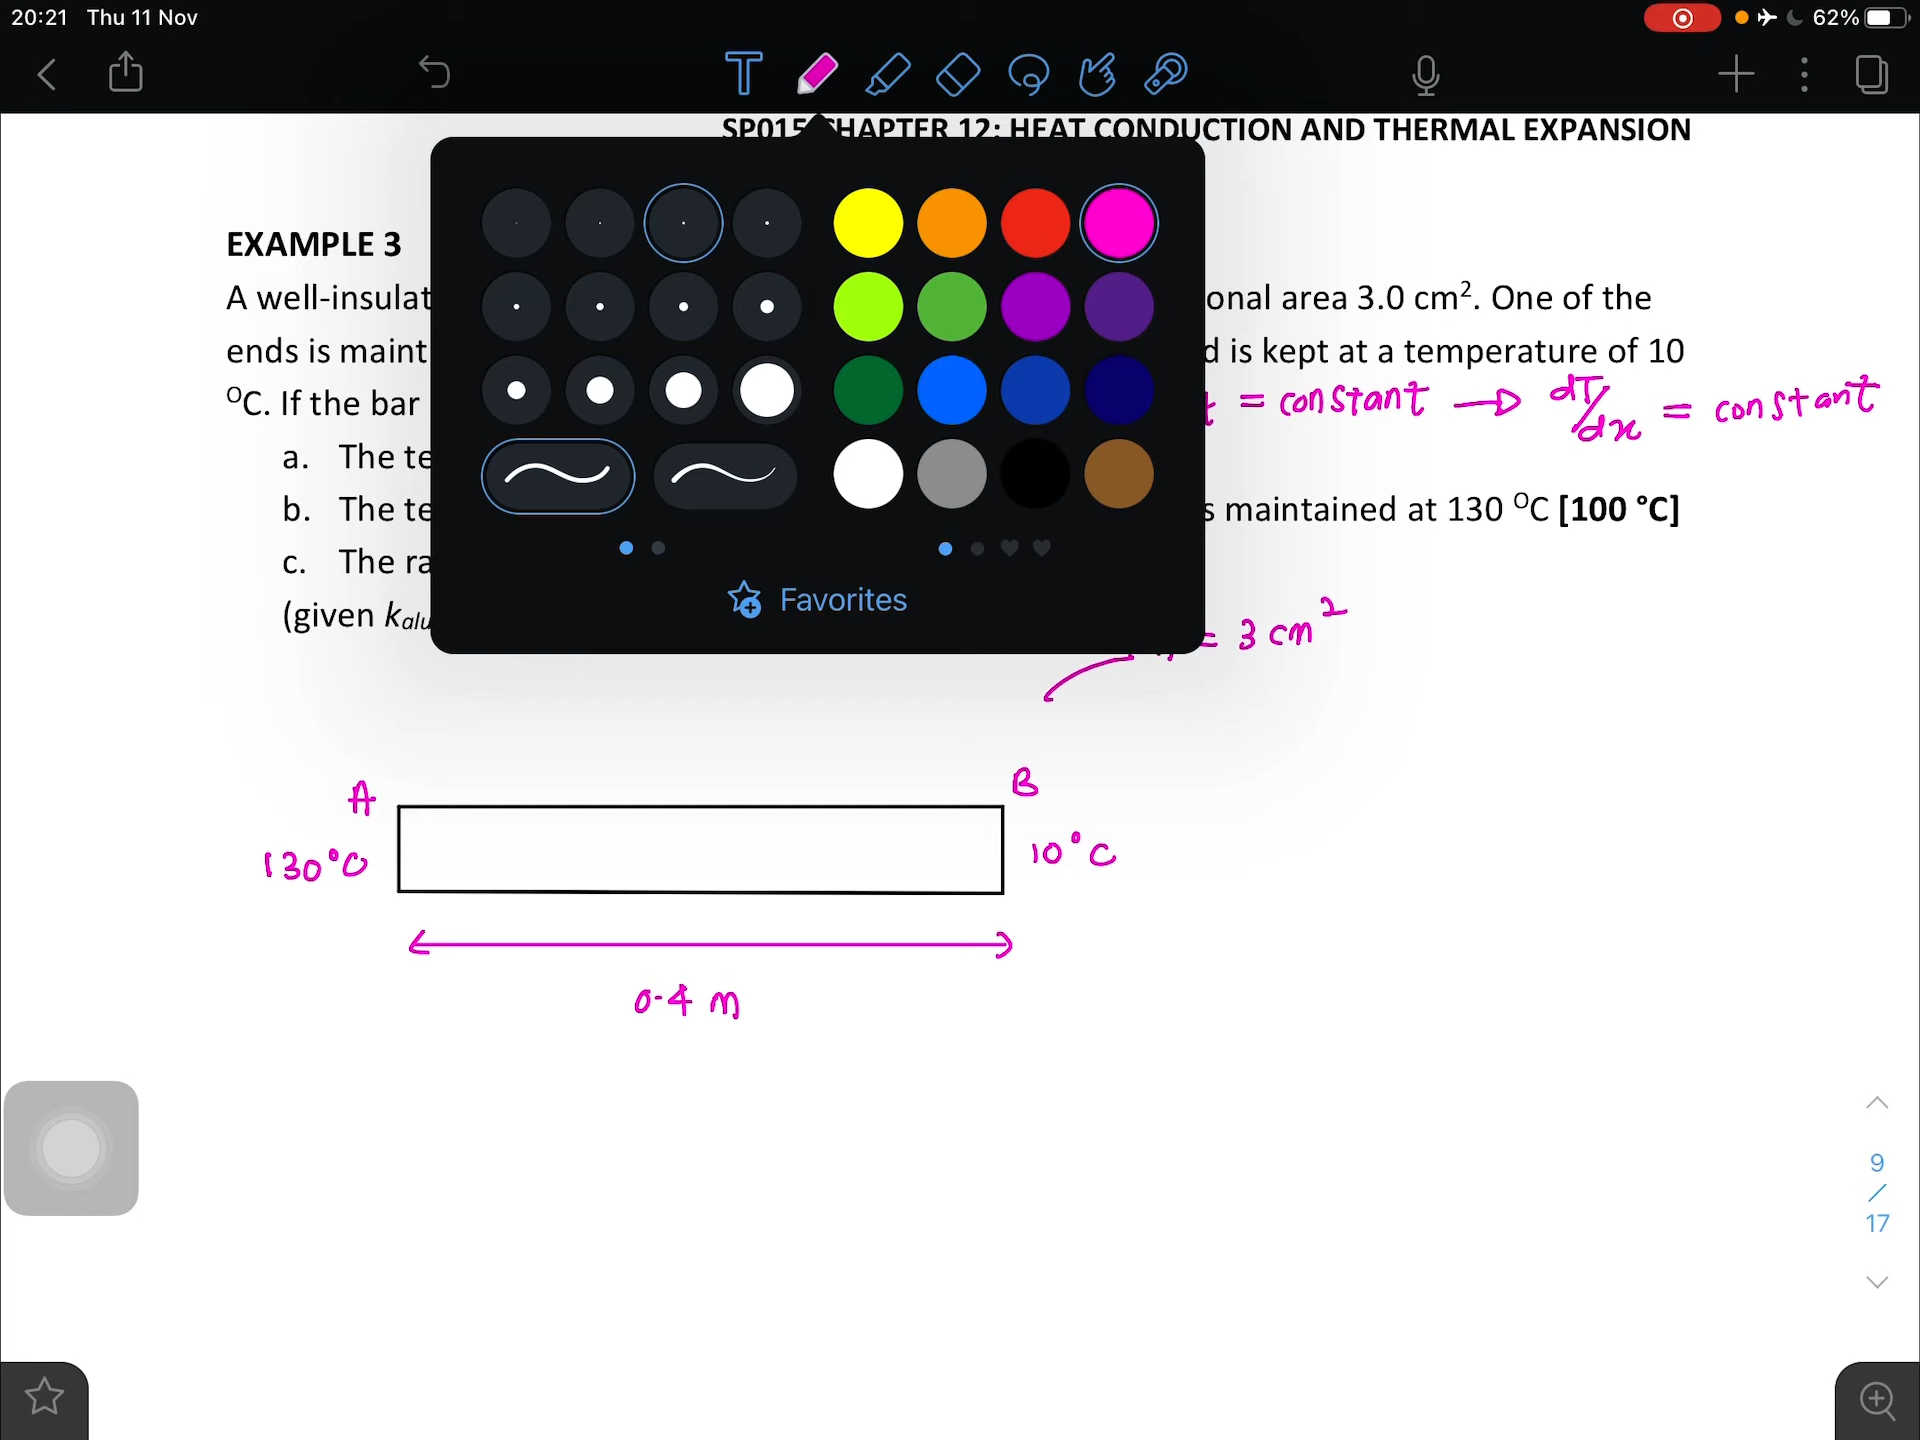 20:21 Thu 11 Nov
62%
SP015 CHAPTER 12: HEAT CONDUCTION AND THERMAL EXPANSION
EXAMPLE 3
A well-insulat onal area 3.0 cm². One of the
ends is maint d is kept at a temperature of 10
⁰C. If the bar = constant → dT/dx = constant
a. The te
b. The te s maintained at 130 ⁰C [100 °C]
c. The ra
(given kalu
= 3 cm²
Favorites
A B
130°C 10°C
0.4 m
9
/
17